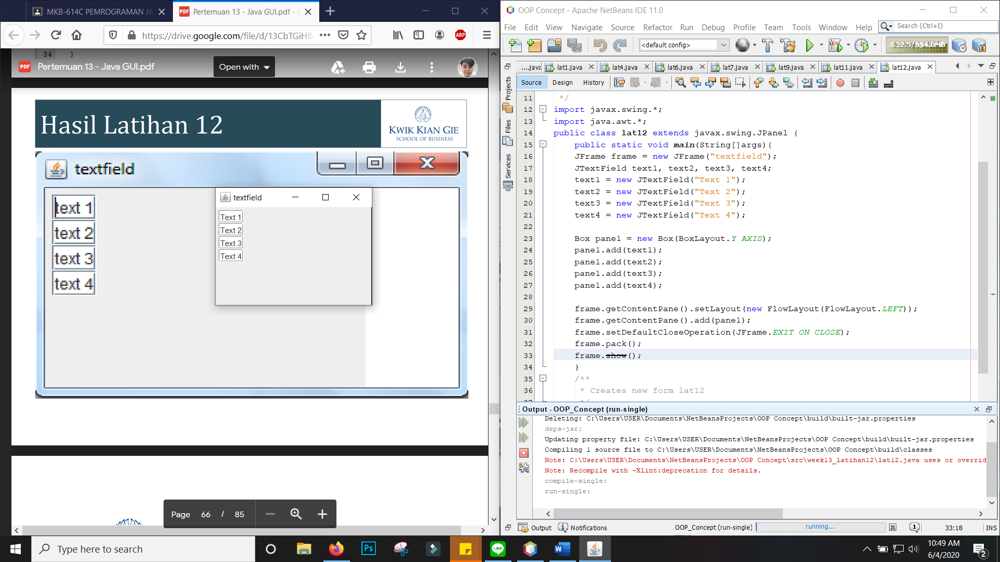 MKB-614C PEMROGRAMAN JA
Pertemuan 13 - Java GUI.pdf - G
https://drive.google.com/file/d/13CbTGiH8
ABP
34 }
PDF Pertemuan 13 - Java GUI.pdf
Open with
Hasil Latihan 12
KWIK KIAN GIE
SCHOOL OF BUSINESS
textfield
text 1
text 2
text 3
text 4
textfield
Text 1
Text 2
Text 3
Text 4
Page 66 / 85
OOP Concept - Apache NetBeans IDE 11.0
File Edit View Navigate Source Refactor Run Debug Profile Team Tools Window Help
Search (Ctrl+I)
<default config>
632.5/994.0MB
....java lat1.java lat4.java lat6.java lat7.java lat9.java lat11.java lat12.java
Source Design History
Projects
Files
Services
11 */
12 import javax.swing.*;
13 import java.awt.*;
14 public class lat12 extends javax.swing.JPanel {
15 public static void main(String[]args){
16 JFrame frame = new JFrame("textfield");
17 JTextField text1, text2, text3, text4;
18 text1 = new JTextField("Text 1");
19 text2 = new JTextField("Text 2");
20 text3 = new JTextField("Text 3");
21 text4 = new JTextField("Text 4");
22
23 Box pane1 = new Box(BoxLayout.Y_AXIS);
24 pane1.add(text1);
25 pane1.add(text2);
26 pane1.add(text3);
27 pane1.add(text4);
28
29 frame.getContentPane().setLayout(new FlowLayout(FlowLayout.LEFT));
30 frame.getContentPane().add(pane1);
31 frame.setDefaultCloseOperation(JFrame.EXIT_ON_CLOSE);
32 frame.pack();
33 frame.show();
34 }
35 /**
36 * Creates new form lat12
37 */
Output - OOP_Concept (run-single)
Deleting: C:\Users\USER\Documents\NetBeansProjects\OOP Concept\build\built-jar.properties
deps-jar:
Updating property file: C:\Users\USER\Documents\NetBeansProjects\OOP Concept\build\built-jar.properties
Compiling 1 source file to C:\Users\USER\Documents\NetBeansProjects\OOP Concept\build\classes
Note: C:\Users\USER\Documents\NetBeansProjects\OOP Concept\src\week13_latihan12\lat12.java uses or overrid
Note: Recompile with -Xlint:deprecation for details.
compile-single:
run-single:
Output Notifications OOP_Concept (run-single) running... 1 33:18 INS
Type here to search
Ps
LINE
10:49 AM
6/4/2020
2